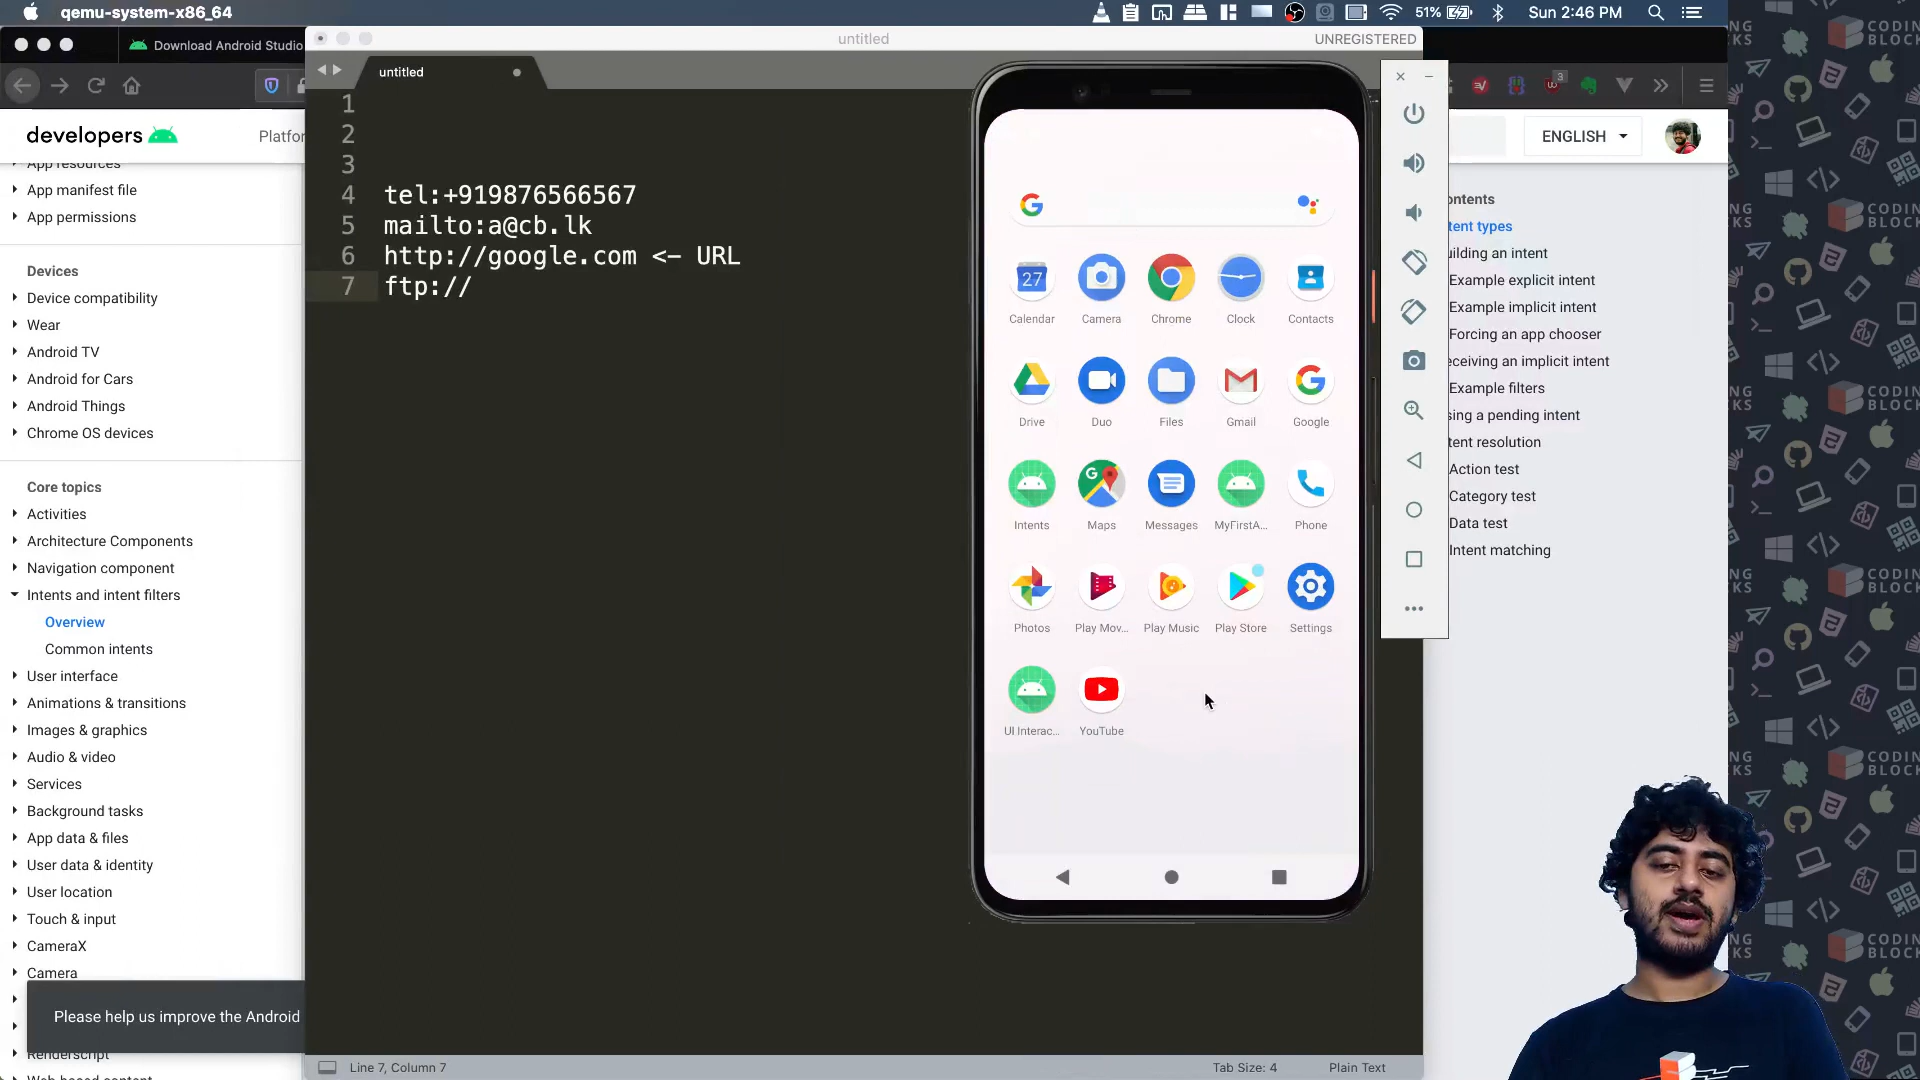 qemu-system-x86_64
51%
Sun 2:46 PM
Download Android Studio
untitled
UNREGISTERED
untitled
3
developers
Platfor
ENGLISH
App resources
App manifest file
App permissions
Devices
Device compatibility
Wear
Android TV
Android for Cars
Android Things
Chrome OS devices
Core topics
Activities
Architecture Components
Navigation component
Intents and intent filters
Overview
Common intents
User interface
Animations & transitions
Images & graphics
Audio & video
Services
Background tasks
App data & files
User data & identity
User location
Touch & input
CameraX
Camera
Please help us improve the Android
Renderscript
1
2
3
4 tel:+919876566567
5 mailto:a@cb.lk
6 http://google.com <- URL
7 ftp://
27
Calendar Camera Chrome Clock Contacts
Drive Duo Files Gmail Google
Intents Maps Messages MyFirstA... Phone
Photos Play Mov... Play Music Play Store Settings
UI Interac... YouTube
ontents
tent types
uilding an intent
Example explicit intent
Example implicit intent
Forcing an app chooser
eceiving an implicit intent
Example filters
sing a pending intent
tent resolution
Action test
Category test
Data test
Intent matching
CODING
BLOCKS
Line 7, Column 7
Tab Size: 4
Plain Text